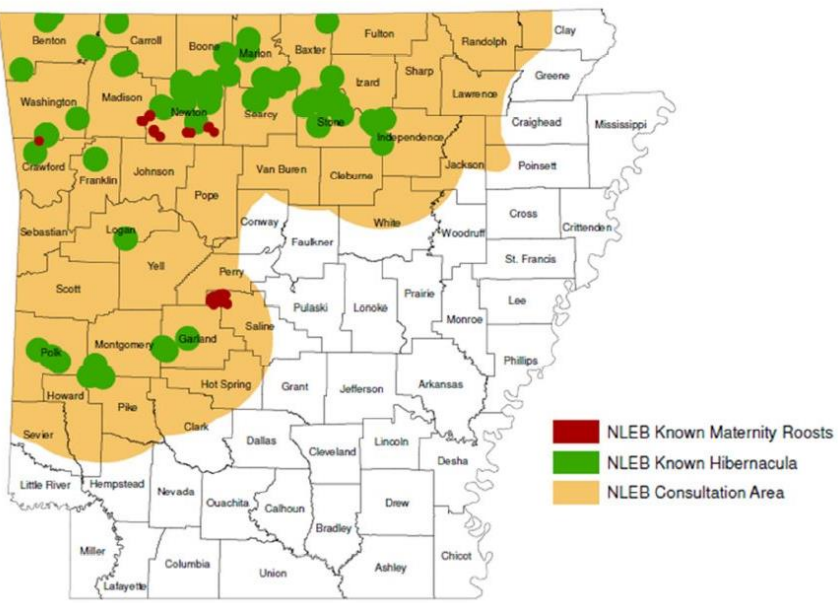 Benton
Carroll
Boone
Marion
Baxter
Fulton
Randolph
Clay
Greene
Sharp
Izard
Lawrence
Washington
Madison
Newton
Searcy
Stone
Independence
Craighead
Mississippi
Crawford
Franklin
Johnson
Pope
Van Buren
Cleburne
Jackson
Poinsett
Sebastian
Logan
Conway
Faulkner
White
Woodruff
Cross
Crittenden
Scott
Yell
Perry
St. Francis
Pulaski
Lonoke
Prairie
Monroe
Lee
Saline
Polk
Montgomery
Garland
Phillips
Howard
Pike
Hot Spring
Grant
Jefferson
Arkansas
Sevier
Clark
Dallas
Cleveland
Lincoln
Desha
Little River
Hempstead
Nevada
Ouachita
Calhoun
Bradley
Drew
Miller
Lafayette
Columbia
Union
Ashley
Chicot
NLEB Known Maternity Roosts
NLEB Known Hibernacula
NLEB Consultation Area